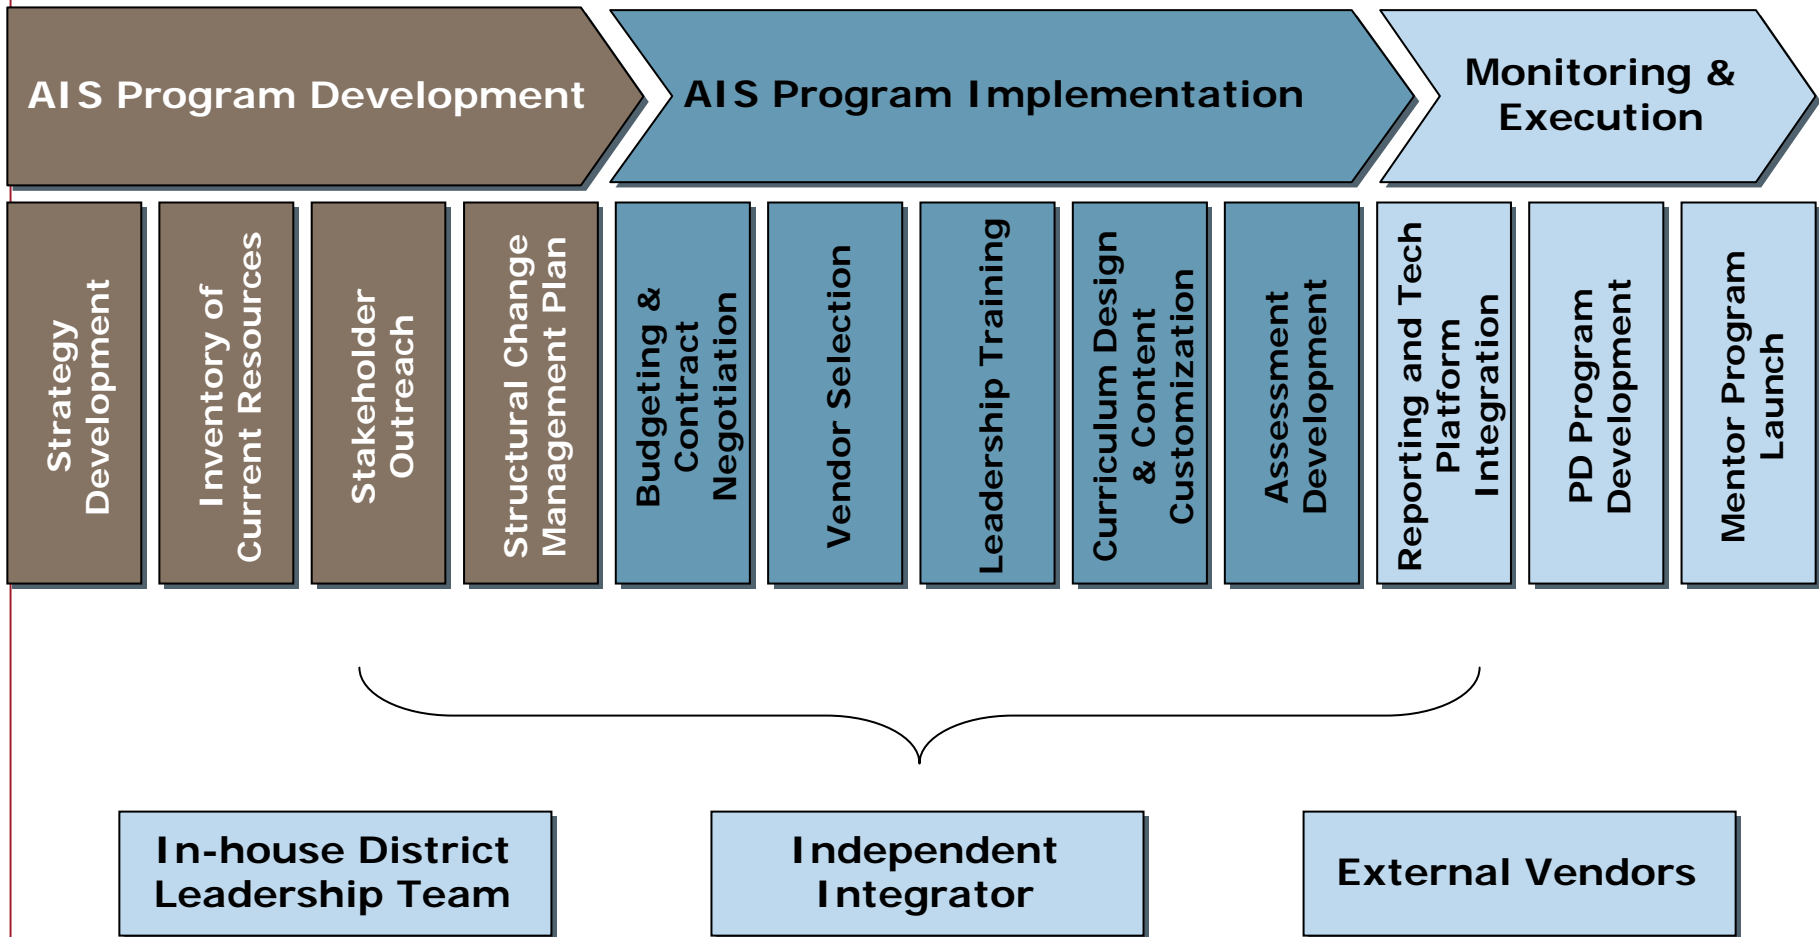 AIS Program Development
AIS Program Implementation
Monitoring &
Execution
Strategy
Development
Inventory of
Current Resources
Stakeholder
Outreach
Structural Change
Management Plan
Budgeting &
Contract
Negotiation
Vendor Selection
Leadership Training
Curriculum Design
& Content
Customization
Assessment
Development
Reporting and Tech
Platform
Integration
PD Program
Development
Mentor Program
Launch
In-house District
Leadership Team
Independent
Integrator
External Vendors